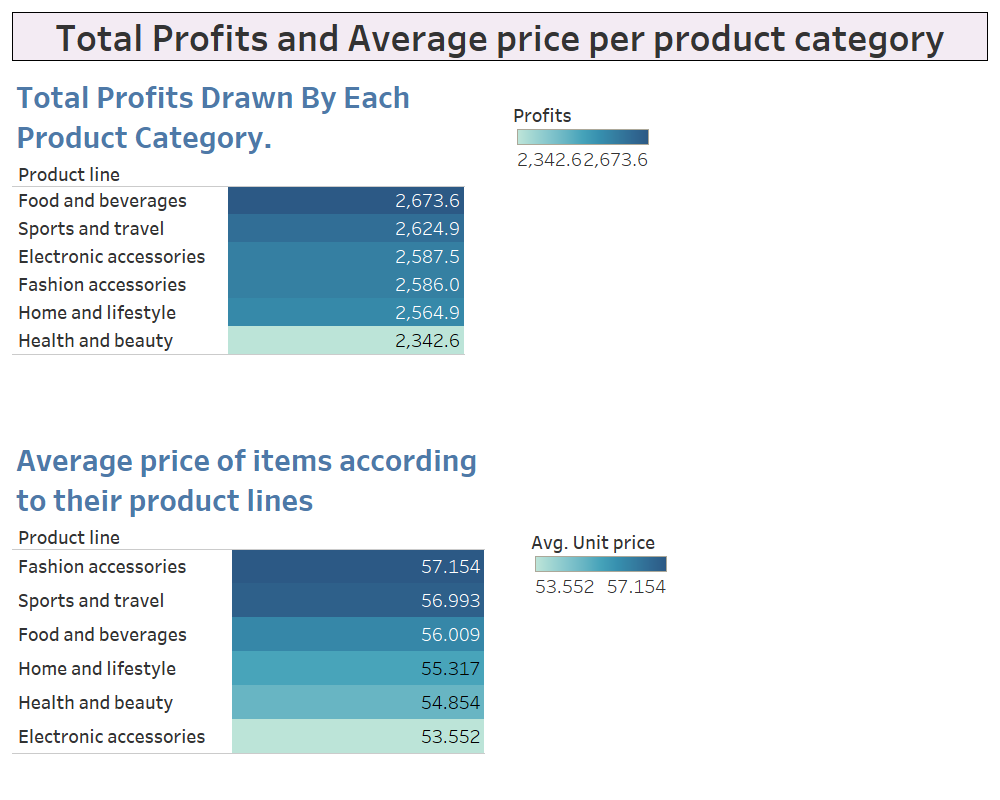 Total Profits and Average price per product category
Total Profits Drawn By Each
Product Category.
Profits
2,342.6 2,673.6
Product line
Food and beverages 2,673.6
Sports and travel 2,624.9
Electronic accessories 2,587.5
Fashion accessories 2,586.0
Home and lifestyle 2,564.9
Health and beauty 2,342.6
Average price of items according
to their product lines
Product line
Avg. Unit price
53.552 57.154
Fashion accessories 57.154
Sports and travel 56.993
Food and beverages 56.009
Home and lifestyle 55.317
Health and beauty 54.854
Electronic accessories 53.552